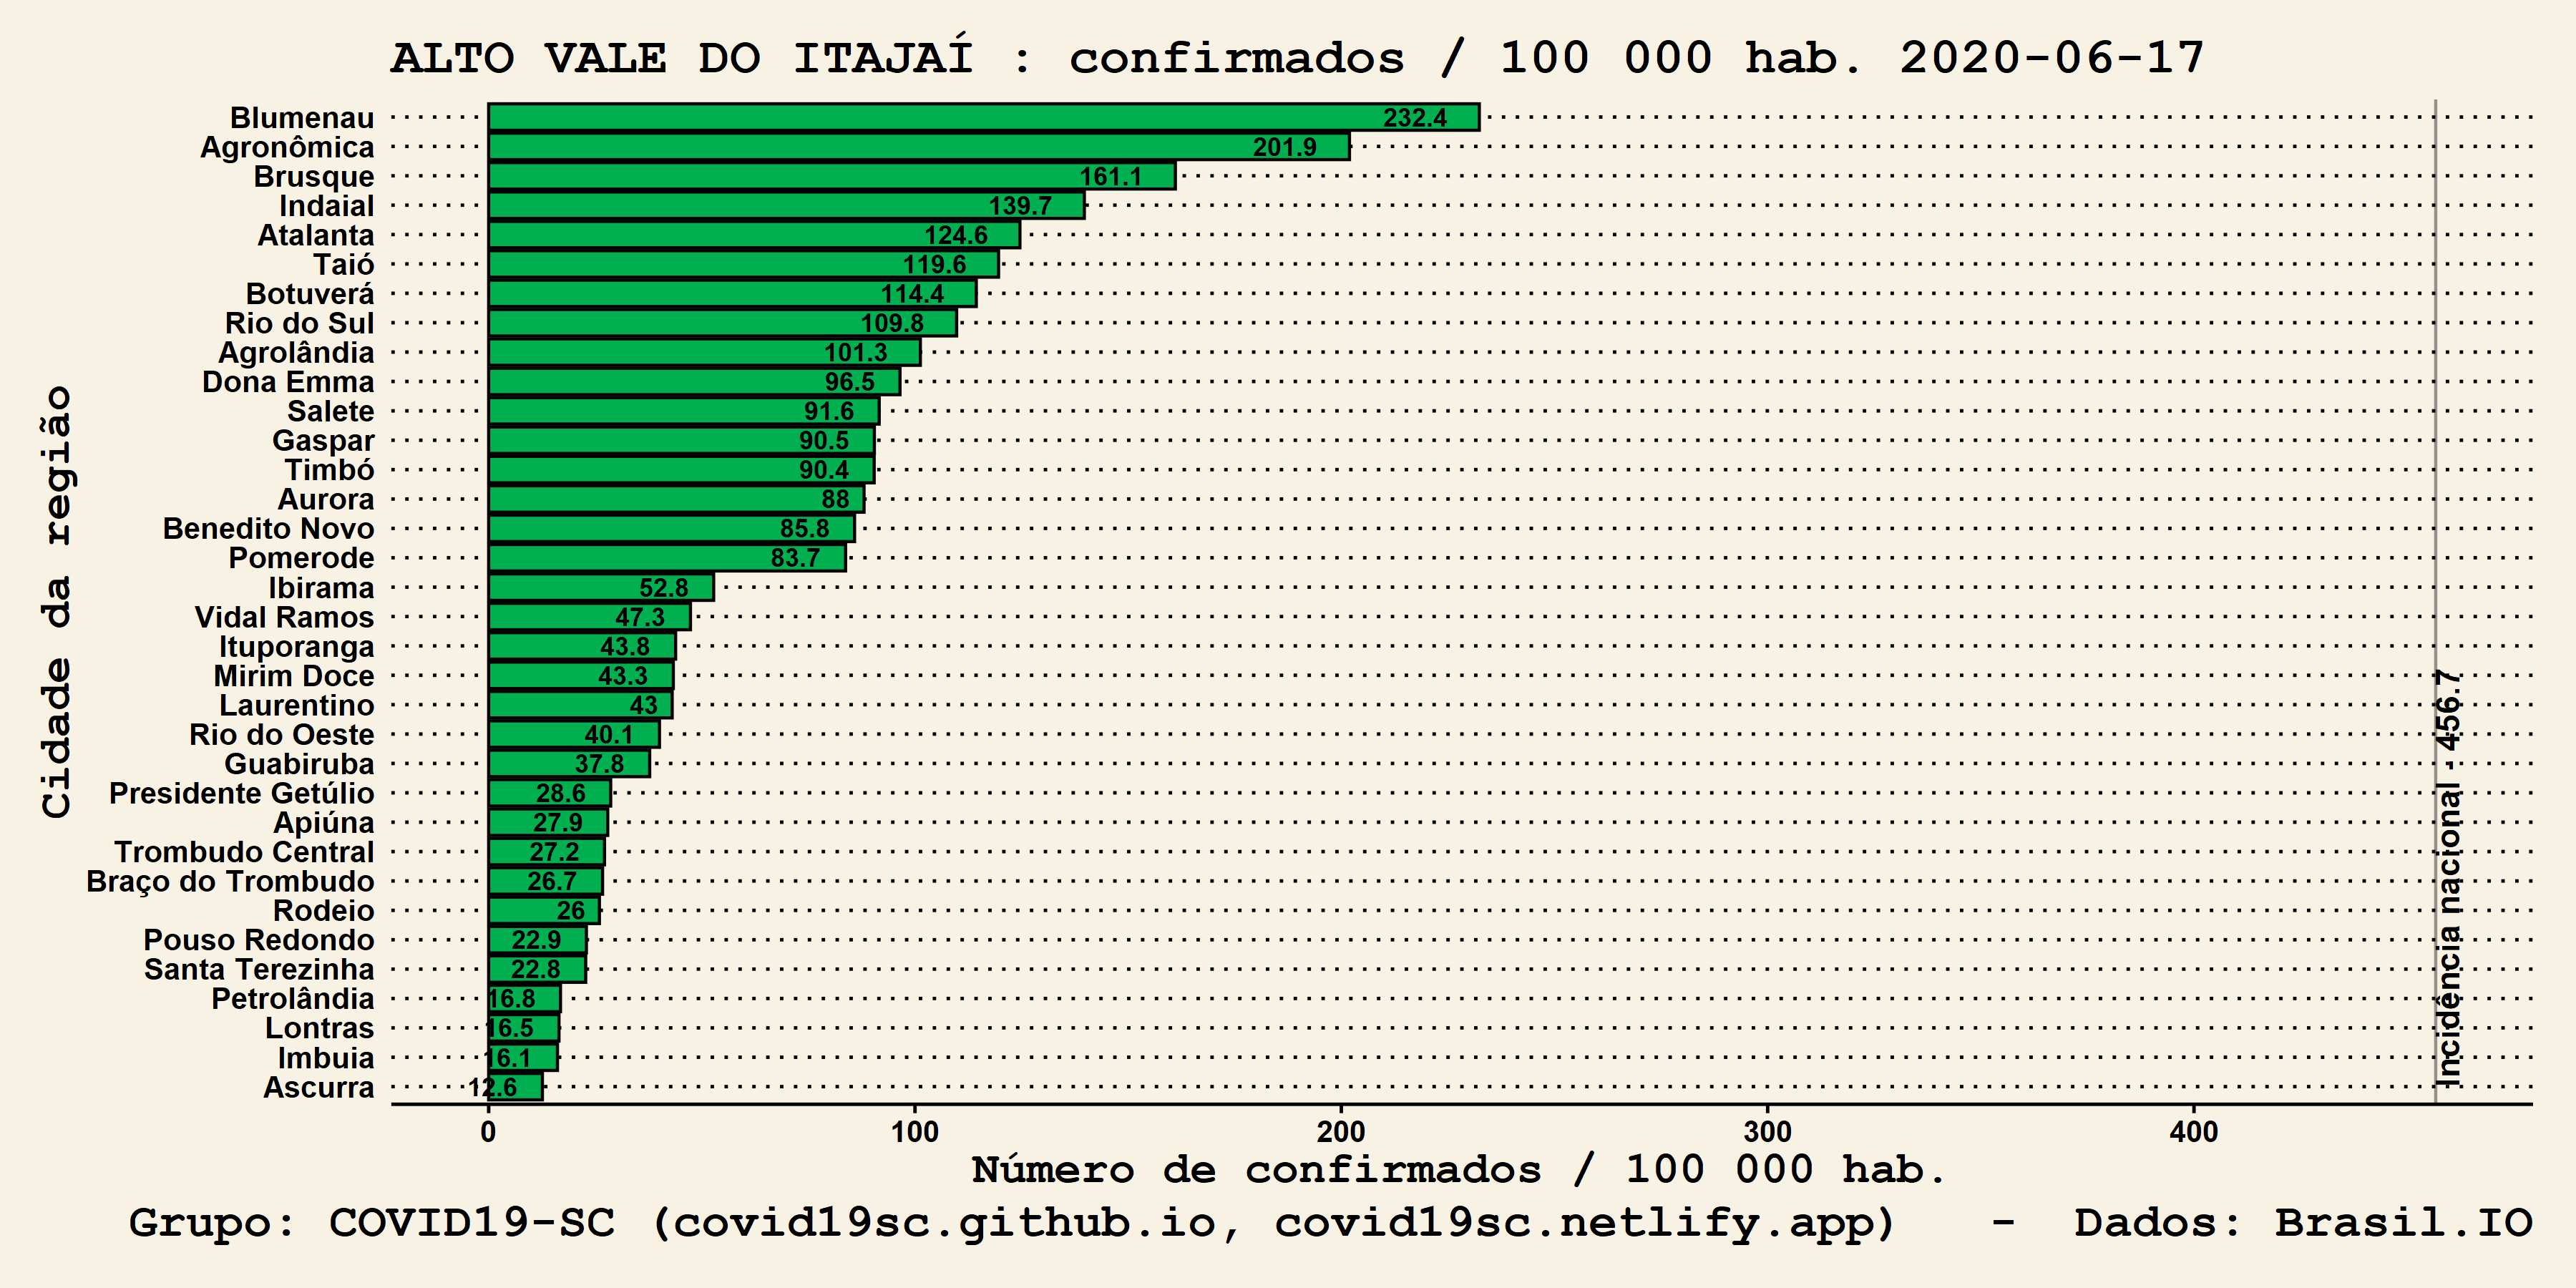 ALTO VALE DO ITAJAÍ : confirmados / 100 000 hab. 2020-06-17
Cidade da região
Blumenau 232.4
Agronômica 201.9
Brusque 161.1
Indaial 139.7
Atalanta 124.6
Taió 119.6
Botuverá 114.4
Rio do Sul 109.8
Agrolândia 101.3
Dona Emma 96.5
Salete 91.6
Gaspar 90.5
Timbó 90.4
Aurora 88
Benedito Novo 85.8
Pomerode 83.7
Ibirama 52.8
Vidal Ramos 47.3
Ituporanga 43.8
Mirim Doce 43.3
Laurentino 43
Rio do Oeste 40.1
Guabiruba 37.8
Presidente Getúlio 28.6
Apiúna 27.9
Trombudo Central 27.2
Braço do Trombudo 26.7
Rodeio 26
Pouso Redondo 22.9
Santa Terezinha 22.8
Petrolândia 16.8
Lontras 16.5
Imbuia 16.1
Ascurra 12.6
Incidência nacional - 456.7
0 100 200 300 400
Número de confirmados / 100 000 hab.
Grupo: COVID19-SC (covid19sc.github.io, covid19sc.netlify.app) - Dados: Brasil.IO